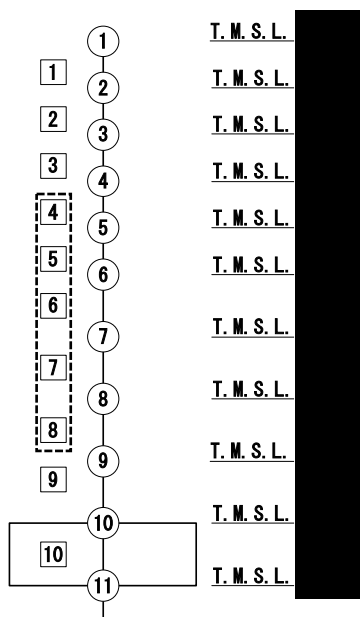 1 T. M. S. L.
1
2 T. M. S. L.
2
3 T. M. S. L.
3
4 T. M. S. L.
4
5 T. M. S. L.
5
6 T. M. S. L.
6
7 T. M. S. L.
7
8 T. M. S. L.
8
9 T. M. S. L.
9
10 T. M. S. L.
10
11 T. M. S. L.